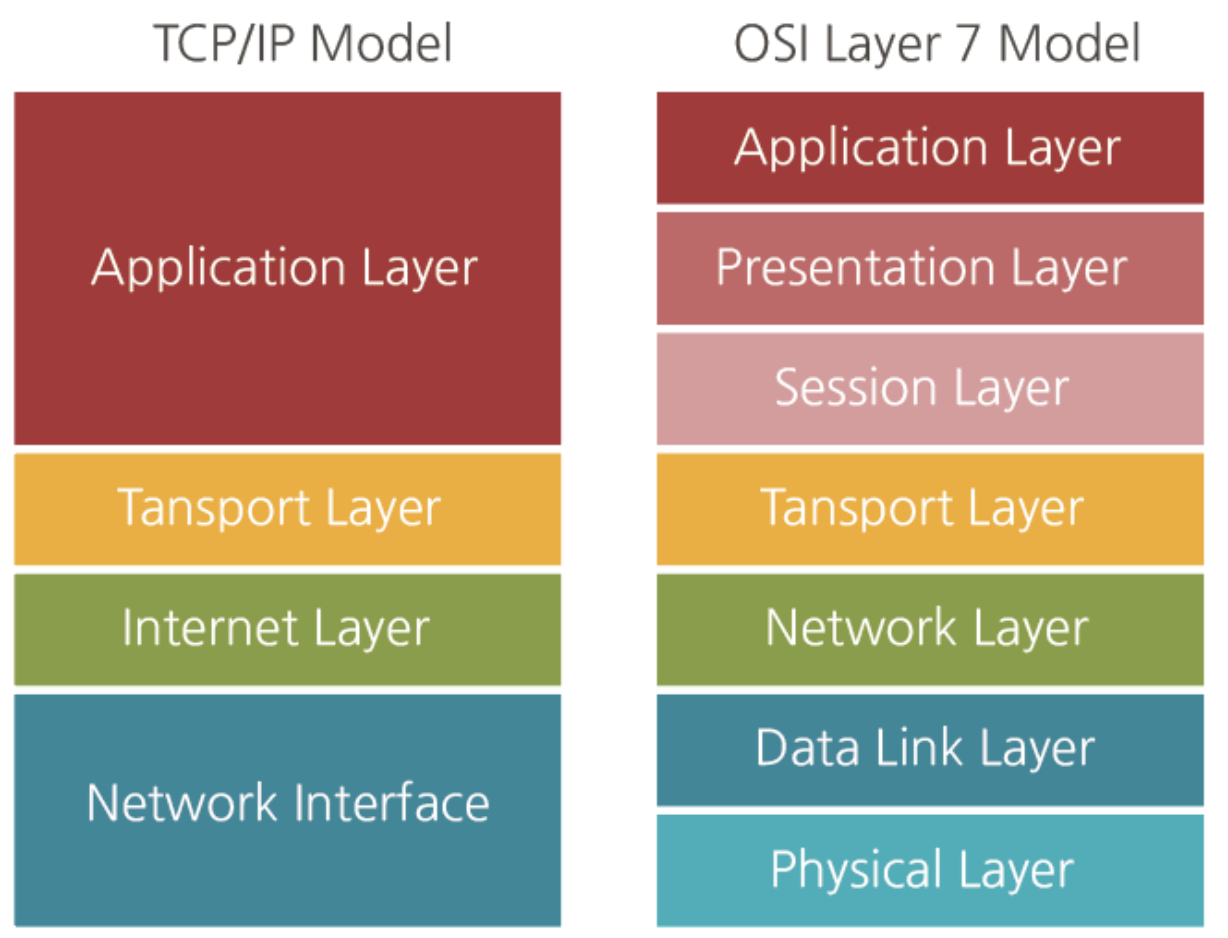 TCP/IP Model
Application Layer
Tansport Layer
Internet Layer
Network Interface
OSI Layer 7 Model
Application Layer
Presentation Layer
Session Layer
Tansport Layer
Network Layer
Data Link Layer
Physical Layer